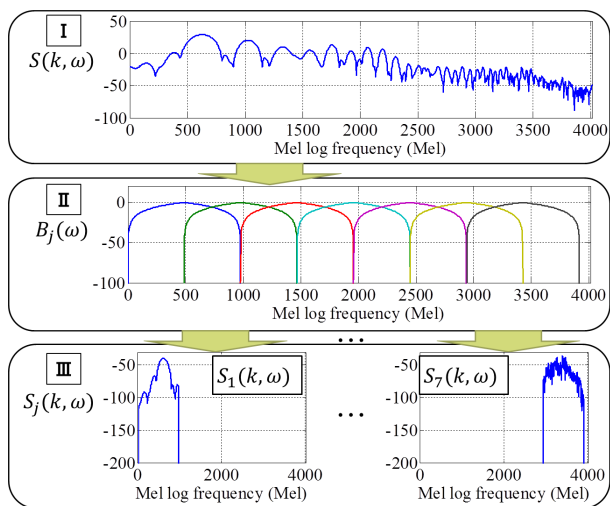 I
S(k, ω)
50
0
-50
-100
0 500 1000 1500 2000 2500 3000 3500 4000
Mel log frequency (Mel)
II
B_j(ω)
0
-50
-100
0 500 1000 1500 2000 2500 3000 3500 4000
Mel log frequency (Mel)
...
III
S_j(k, ω)
-50
-100
-150
-200
0 2000 4000
Mel log frequency (Mel)
S_1(k, ω)
...
S_7(k, ω)
-50
-100
-150
-200
0 2000 4000
Mel log frequency (Mel)